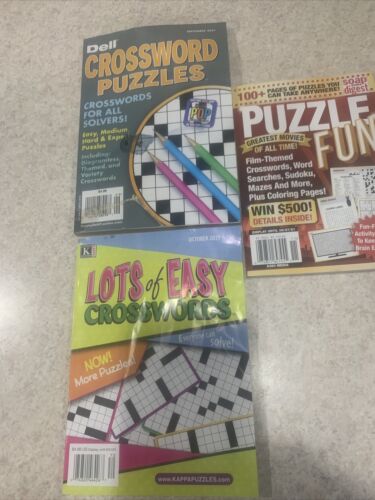 Dell
CROSSWORD
PUZZLES
CROSSWORDS
FOR ALL
SOLVERS!
Easy, Medium,
Hard & Expert
Puzzles
Including:
Diagramless,
Themed, and
Variety
Crosswords
100+ PAGES OF PUZZLES YOU
CAN TAKE ANYWHERE!
soap
digest
PUZZLE
FUN
GREATEST MOVIES
OF ALL TIME!
Film-Themed
Crosswords, Word
Searches, Sudoku,
Mazes And More,
Plus Coloring Pages!
WIN $500!
DETAILS INSIDE!
K
OCTOBER
LOTS of EASY
CROSSWORDS
Everyone can
solve!
NOW!
More Puzzles!
www.KAPPAPUZZLES.COM